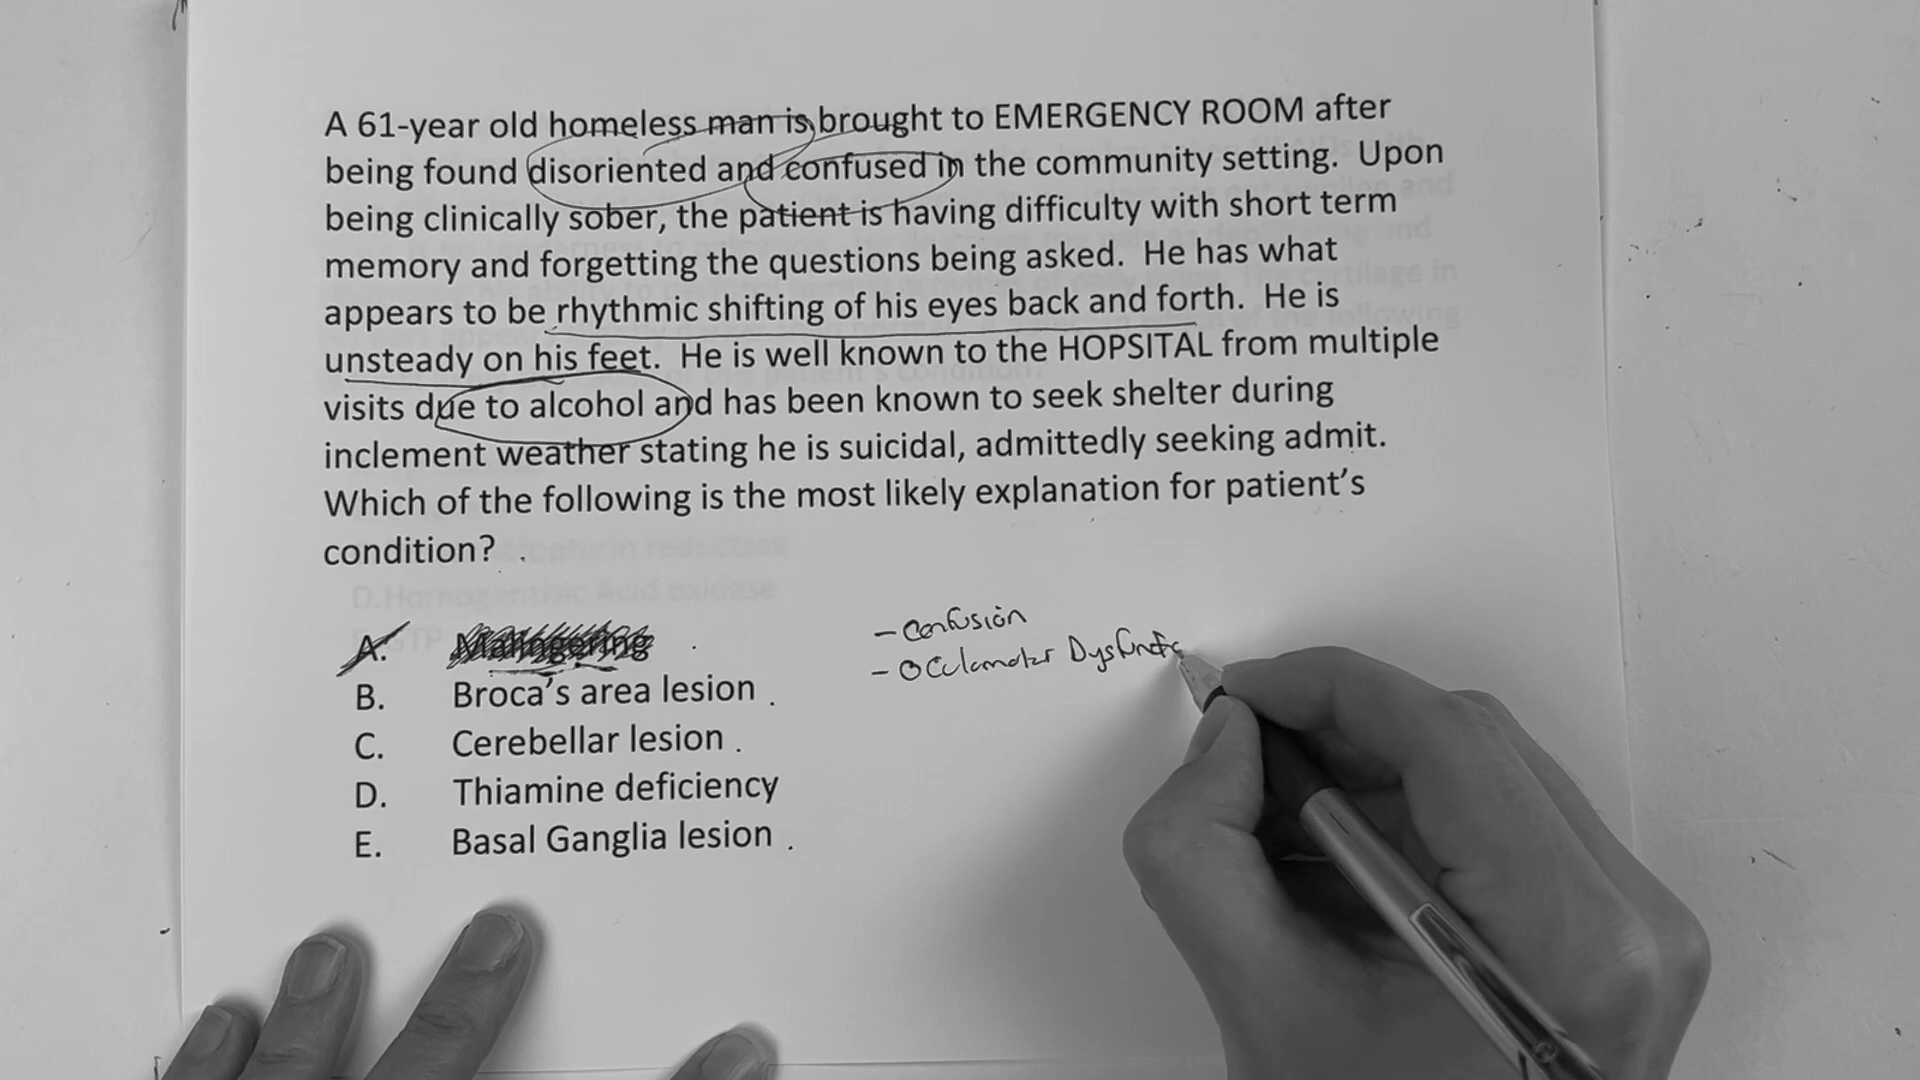 A 61-year old homeless man is brought to EMERGENCY ROOM after
being found disoriented and confused in the community setting. Upon
being clinically sober, the patient is having difficulty with short term
memory and forgetting the questions being asked. He has what
appears to be rhythmic shifting of his eyes back and forth. He is
unsteady on his feet. He is well known to the HOPSITAL from multiple
visits due to alcohol and has been known to seek shelter during
inclement weather stating he is suicidal, admittedly seeking admit.
Which of the following is the most likely explanation for patient's
condition?
A. Malingering
- Confusion
- Oculomotor Dysfunc
B. Broca's area lesion
C. Cerebellar lesion
D. Thiamine deficiency
E. Basal Ganglia lesion